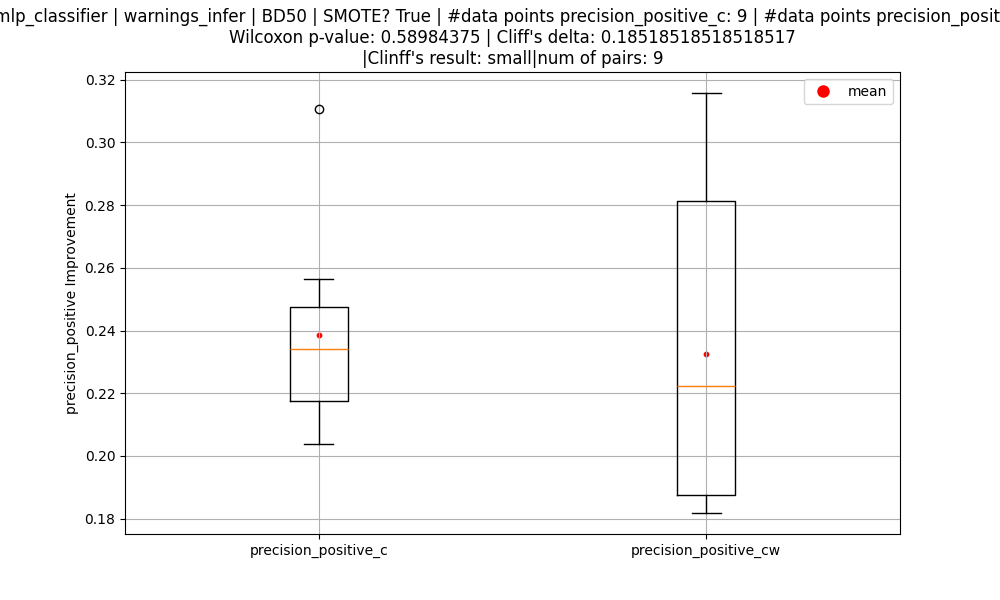 mlp_classifier | warnings_infer | BD50 | SMOTE? True | #data points precision_positive_c: 9 | #data points
Wilcoxon p-value: 0.58984375 | Cliff's delta: 0.18518518518518517
|Clinff's result: small|num of pairs: 9
mean
0.32
0.30
0.28
0.26
0.24
0.22
0.20
0.18
precision_positive Improvement
precision_positive_c
precision_positive_cw